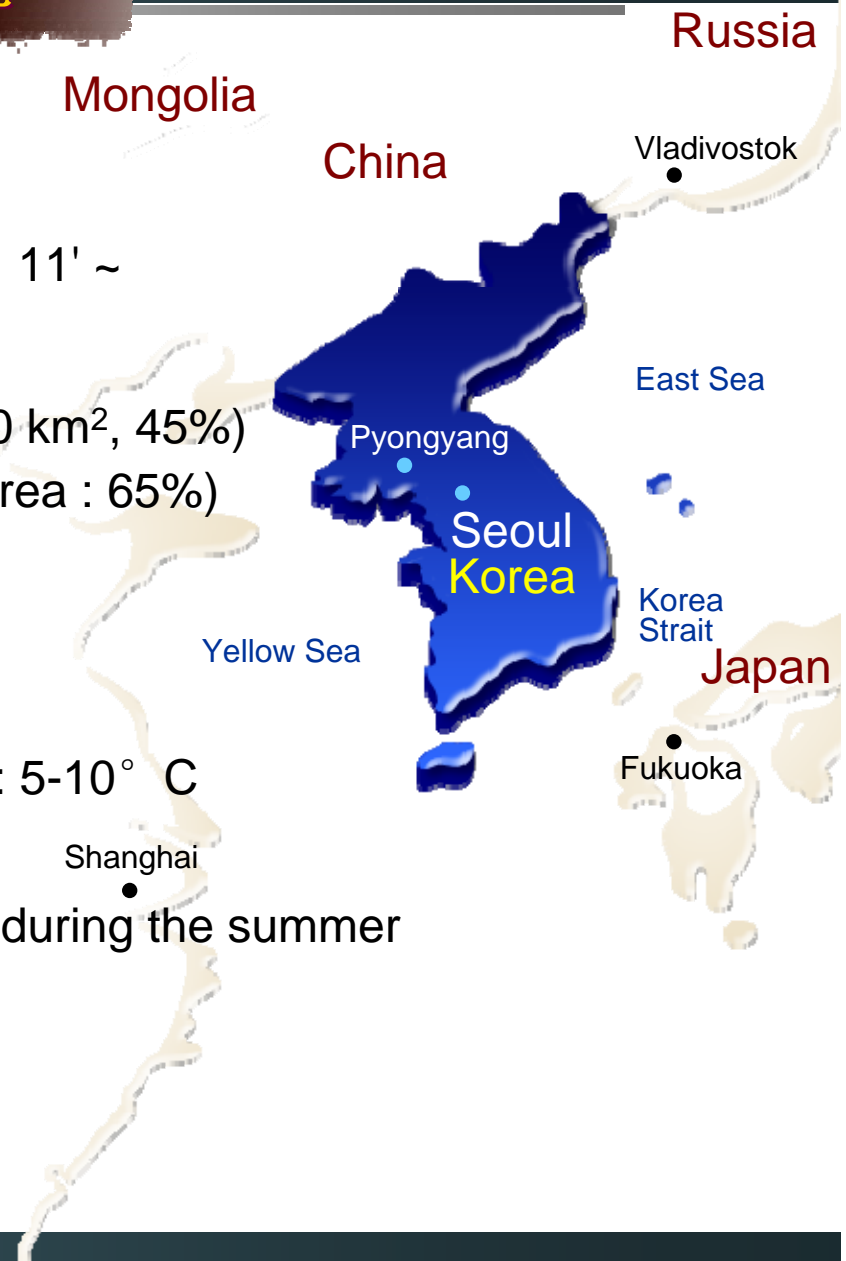 Russia
Mongolia
China
Vladivostok
11' ~
East Sea
0 km², 45%)
Pyongyang
rea : 65%)
Seoul
Korea
Korea
Strait
Yellow Sea
Japan
: 5-10° C
Fukuoka
Shanghai
during the summer